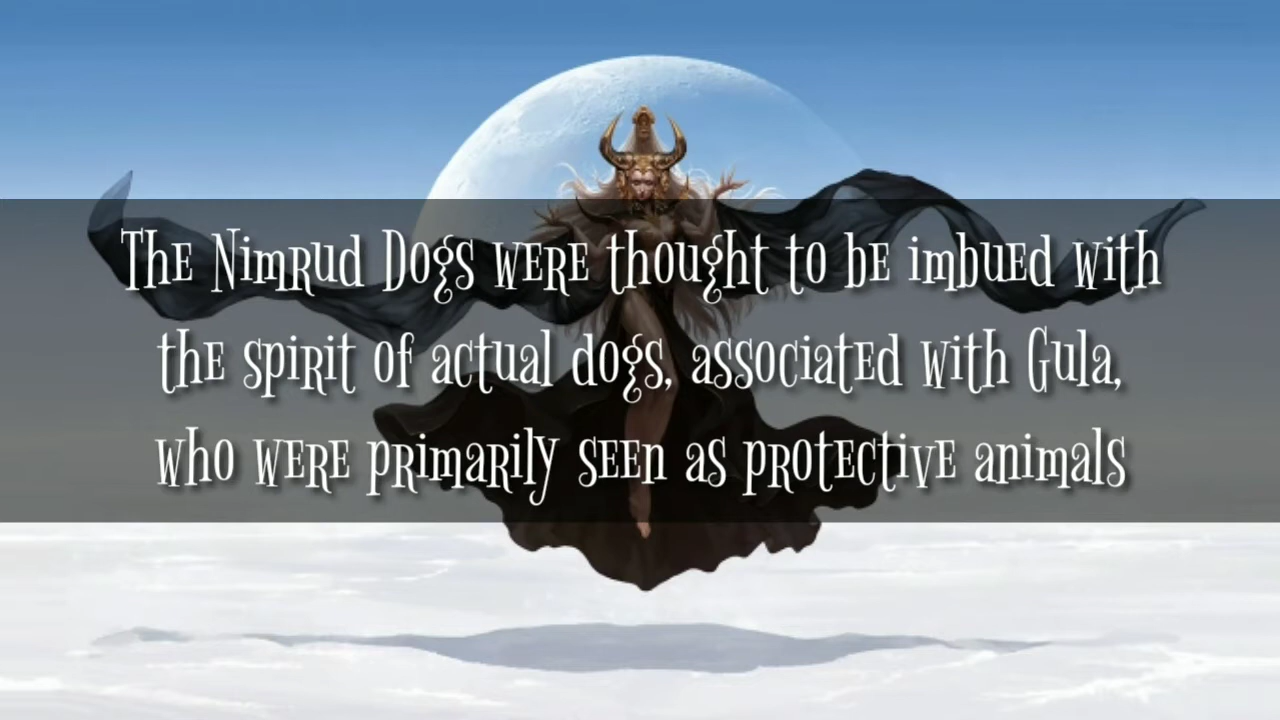 The Nimrud Dogs were thought to be imbued with
the spirit of actual dogs, associated with Gula,
who were primarily seen as protective animals